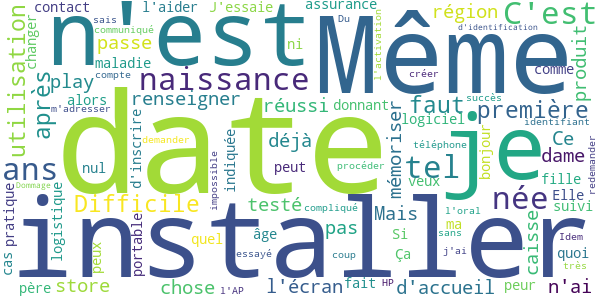 contact
sais
communiqué
changer
l'aider
J'essaie
assurance
Du
n'est
Même
région
C'est
l'activation
d'identification
utilisation
après
passe
maladie
compte
ni
play
naissance
créer
comme
produit
m'adresser
alors
renseigner
réussi
donnant
faut
première
succès
logiciel
identifiant
date
je
mémoriser
déjà
d'inscrire
demander
indiquée
nul
peut
procéder
tel
téléphone
bonjour
Ce
dame
redemander
ans
impossible
veux
fille
Dommage
Difficile
testé
compliqué
Mais
l'oral
née
Elle
suivi
pratique
logistique
portable
installer
quel
âge
pas
Si
ma
sans
Idem
caisse
quoi
cas
peux
essayé
coup
Ça
j'ai
très
père
store
chose
l'AP
l'écran
fait
HP
d'accueil
peur
n'ai